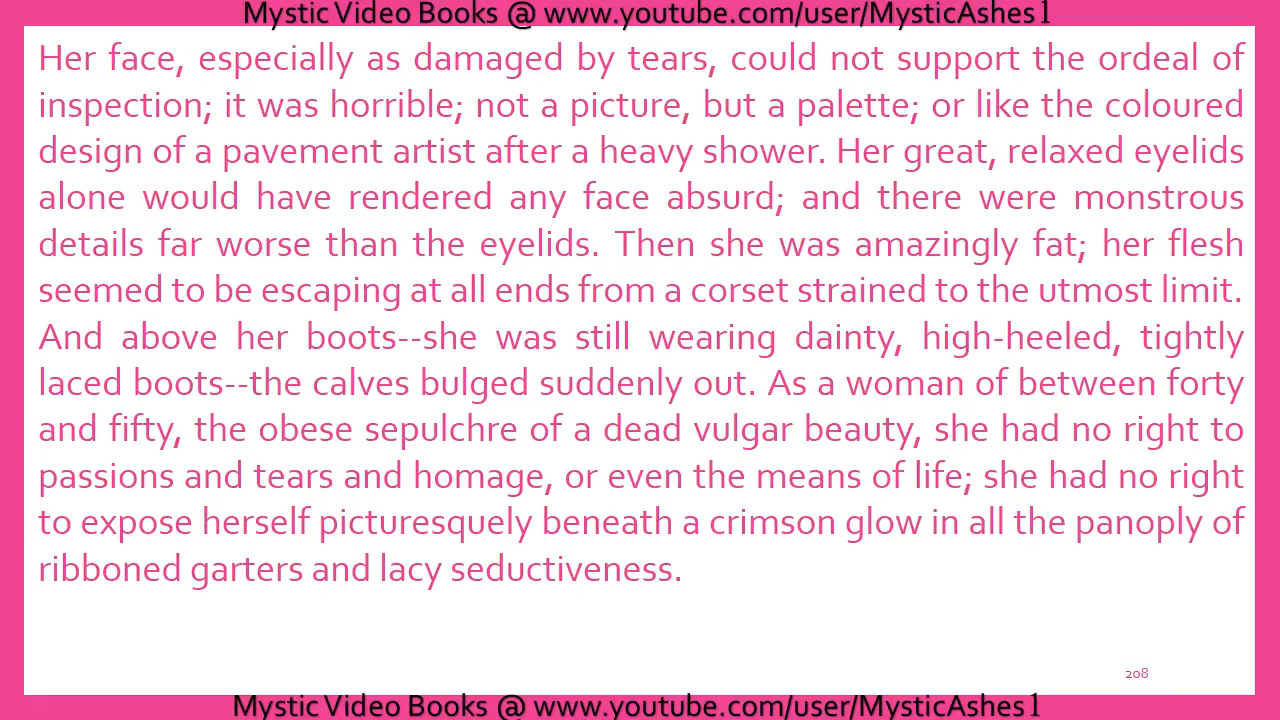 Mystic Video Books @ www.youtube.com/user/MysticAshes1
Her face, especially as damaged by tears, could not support the ordeal of
inspection; it was horrible; not a picture, but a palette; or like the coloured
design of a pavement artist after a heavy shower. Her great, relaxed eyelids
alone would have rendered any face absurd; and there were monstrous
details far worse than the eyelids. Then she was amazingly fat; her flesh
seemed to be escaping at all ends from a corset strained to the utmost limit.
And above her boots--she was still wearing dainty, high-heeled, tightly
laced boots--the calves bulged suddenly out. As a woman of between forty
and fifty, the obese sepulchre of a dead vulgar beauty, she had no right to
passions and tears and homage, or even the means of life; she had no right
to expose herself picturesquely beneath a crimson glow in all the panoply of
ribboned garters and lacy seductiveness.
208
Mystic Video Books @ www.youtube.com/user/MysticAshes1